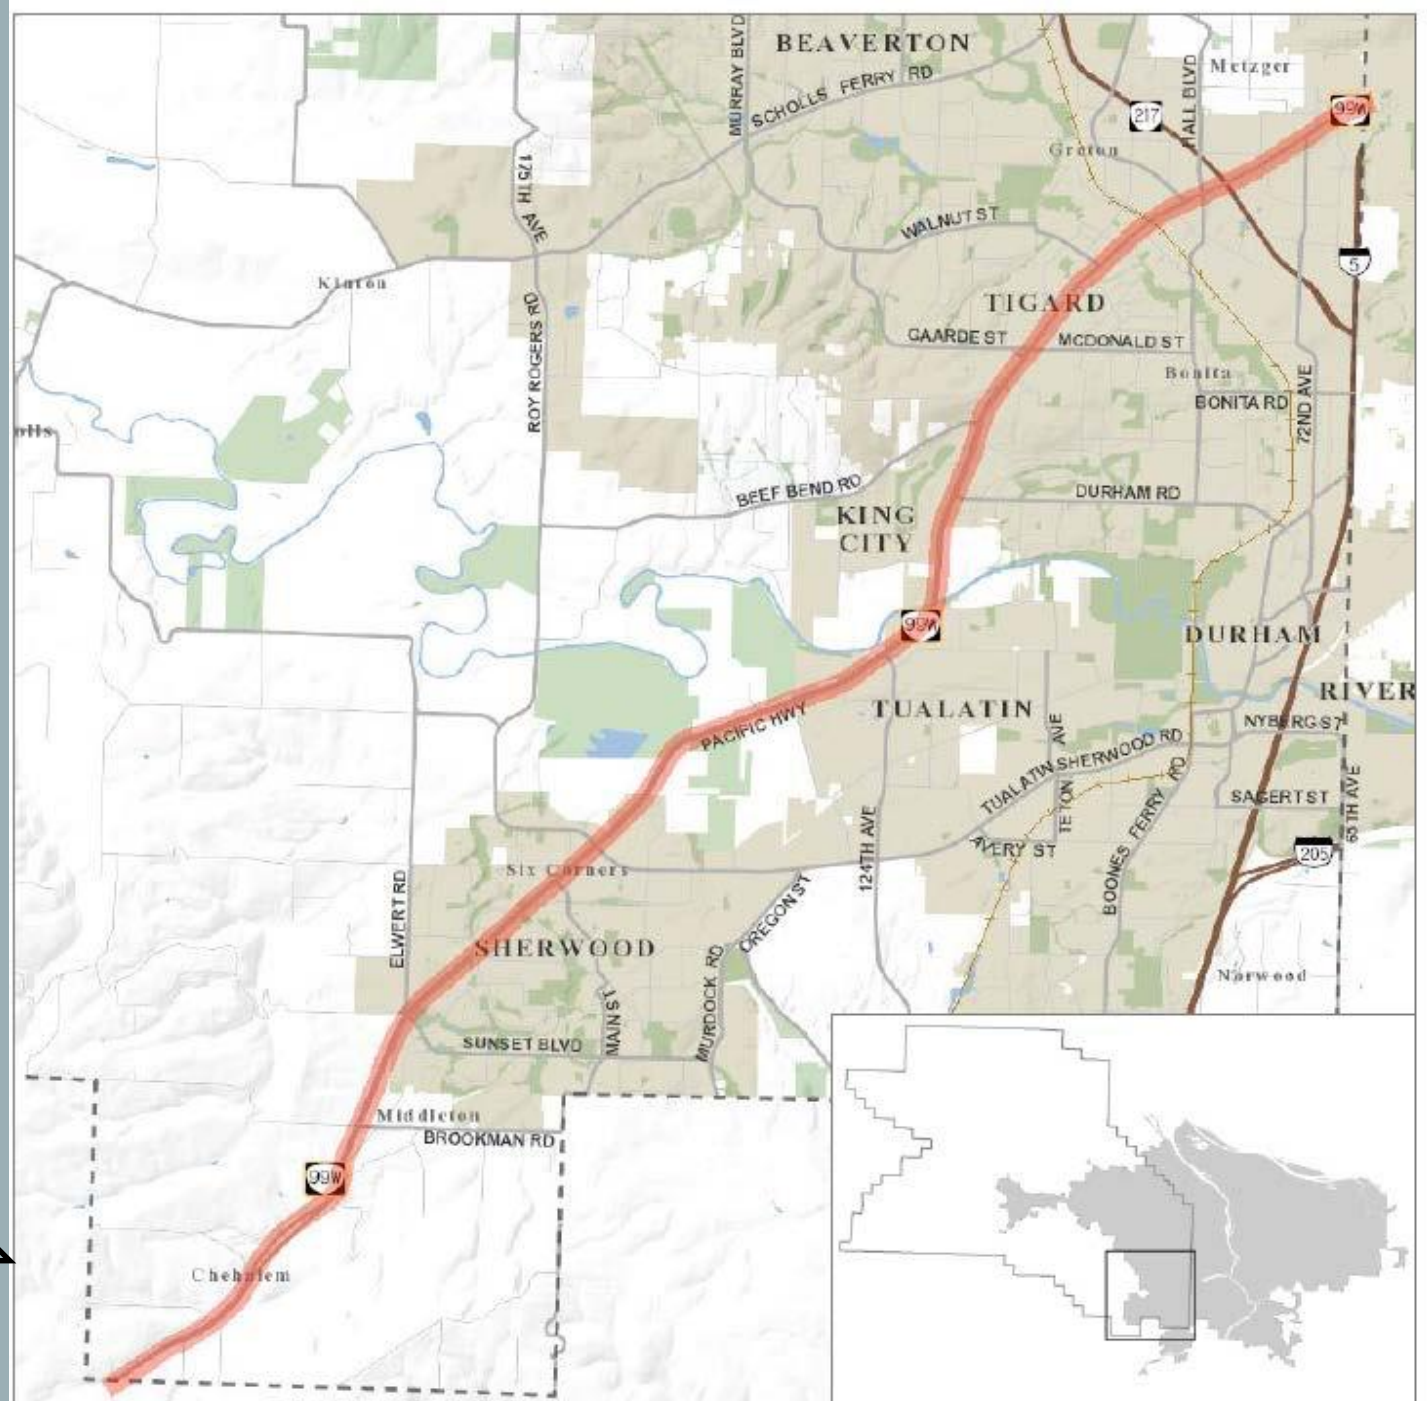 BEAVERTON
MURRAY BLVD
SCHOLLS FERRY RD
HALL BLVD
Metzger
99W
217
Greton
175TH AVE
WALNUT ST
5
Kinton
TIGARD
ROY ROGERS RD
GAARDE ST
MCDONALD ST
Bonita
BONITA RD
72ND AVE
olls
BEEF BEND RD
DURHAM RD
KING
CITY
99W
DURHAM
RIVER
TUALATIN
PACIFIC HWY
NYBERG ST
TETON AVE
TUALATIN SHERWOOD RD
SAGERT ST
65TH AVE
BOONES FERRY RD
AVERY ST
205
124TH AVE
Six Corners
ELWERT RD
OREGON ST
SHERWOOD
MURDOCK RD
Norwood
MAIN ST
SUNSET BLVD
Middleton
BROOKMAN RD
99W
Chehalem